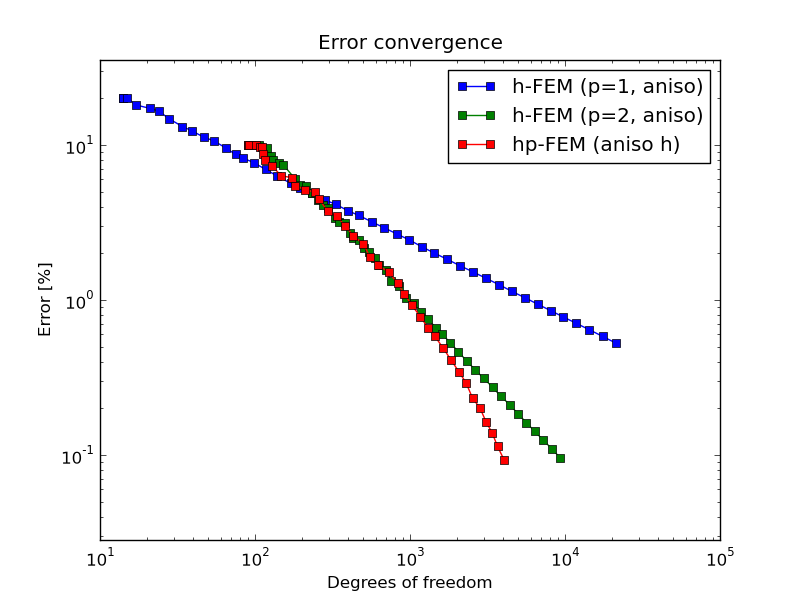 Error convergence
h-FEM (p=1, aniso)
h-FEM (p=2, aniso)
hp-FEM (aniso h)
10^1
10^0
10^-1
Error [%]
10^1 10^2 10^3 10^4 10^5
Degrees of freedom